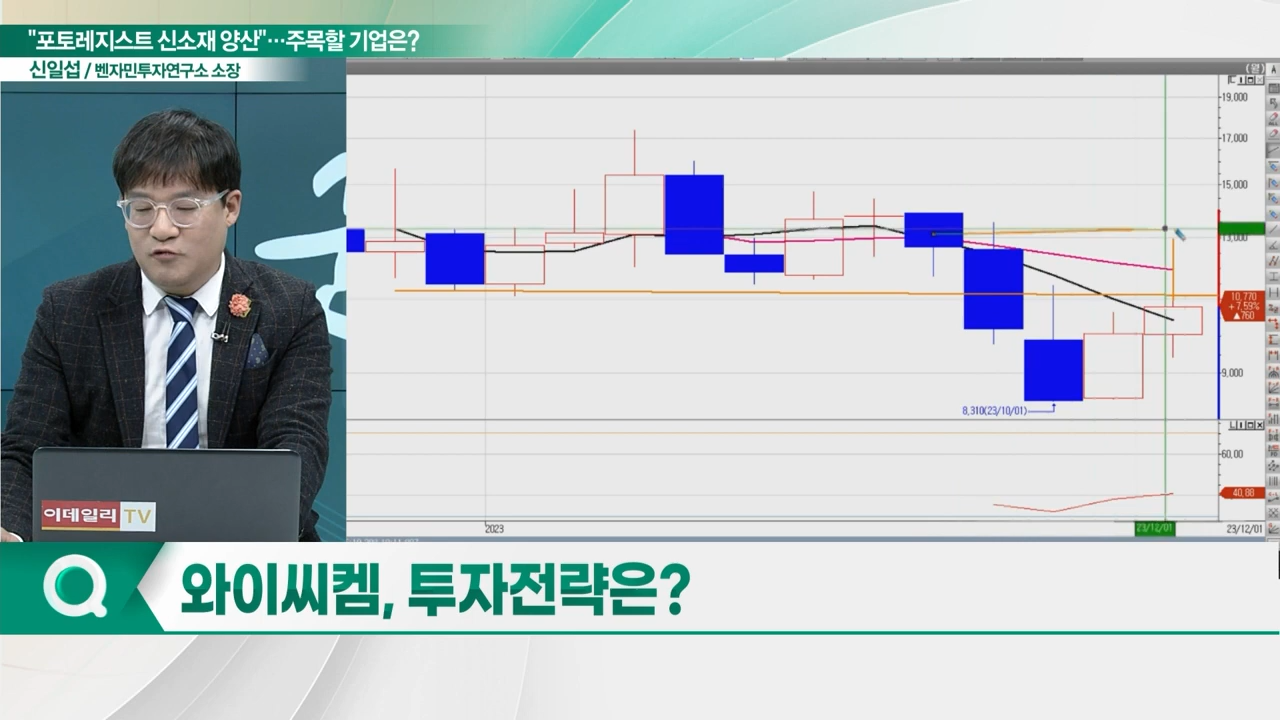 "포토레지스트 신소재 양산"…주목할 기업은?
신일섭 / 벤자민투자연구소 소장
(월)
19,000
17,000
15,000
13,000
10,770
+7,59%
▲760
9,000
8,310(23/10/01)
60,00
40,88
2023
23/12/01
23/12/01
이데일리 TV
와이씨켐, 투자전략은?